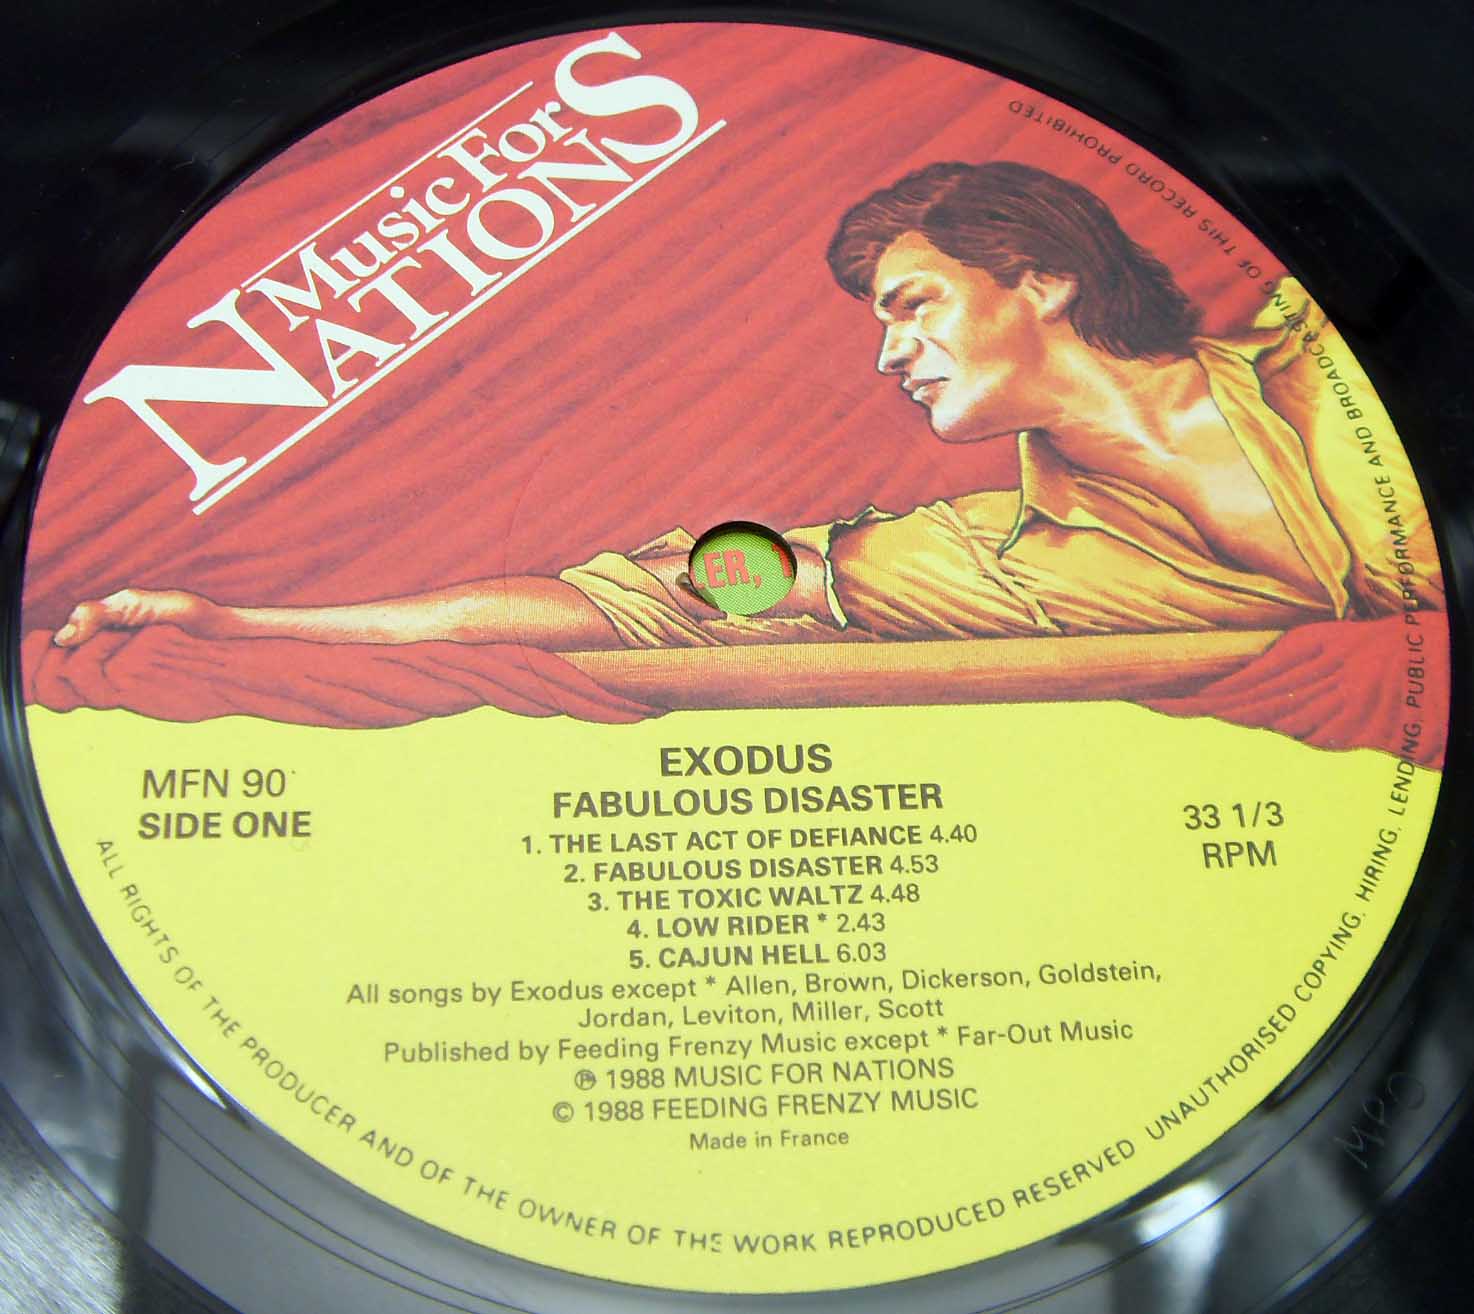 Music For
NATIONS
EXODUS
FABULOUS DISASTER
MFN 90
SIDE ONE
33 1/3
RPM
1. THE LAST ACT OF DEFIANCE 4.40
2. FABULOUS DISASTER 4.53
3. THE TOXIC WALTZ 4.48
4. LOW RIDER * 2.43
5. CAJUN HELL 6.03
All songs by Exodus except * Allen, Brown, Dickerson, Goldstein,
Jordan, Leviton, Miller, Scott
Published by Feeding Frenzy Music except * Far-Out Music
℗ 1988 MUSIC FOR NATIONS
© 1988 FEEDING FRENZY MUSIC
Made in France
ALL RIGHTS OF THE PRODUCER AND OF THE OWNER OF THE WORK REPRODUCED RESERVED UNAUTHORISED COPYING, HIRING, LENDING, PUBLIC PERFORMANCE AND BROADCASTING OF THIS RECORD PROHIBITED
ER,
MPO